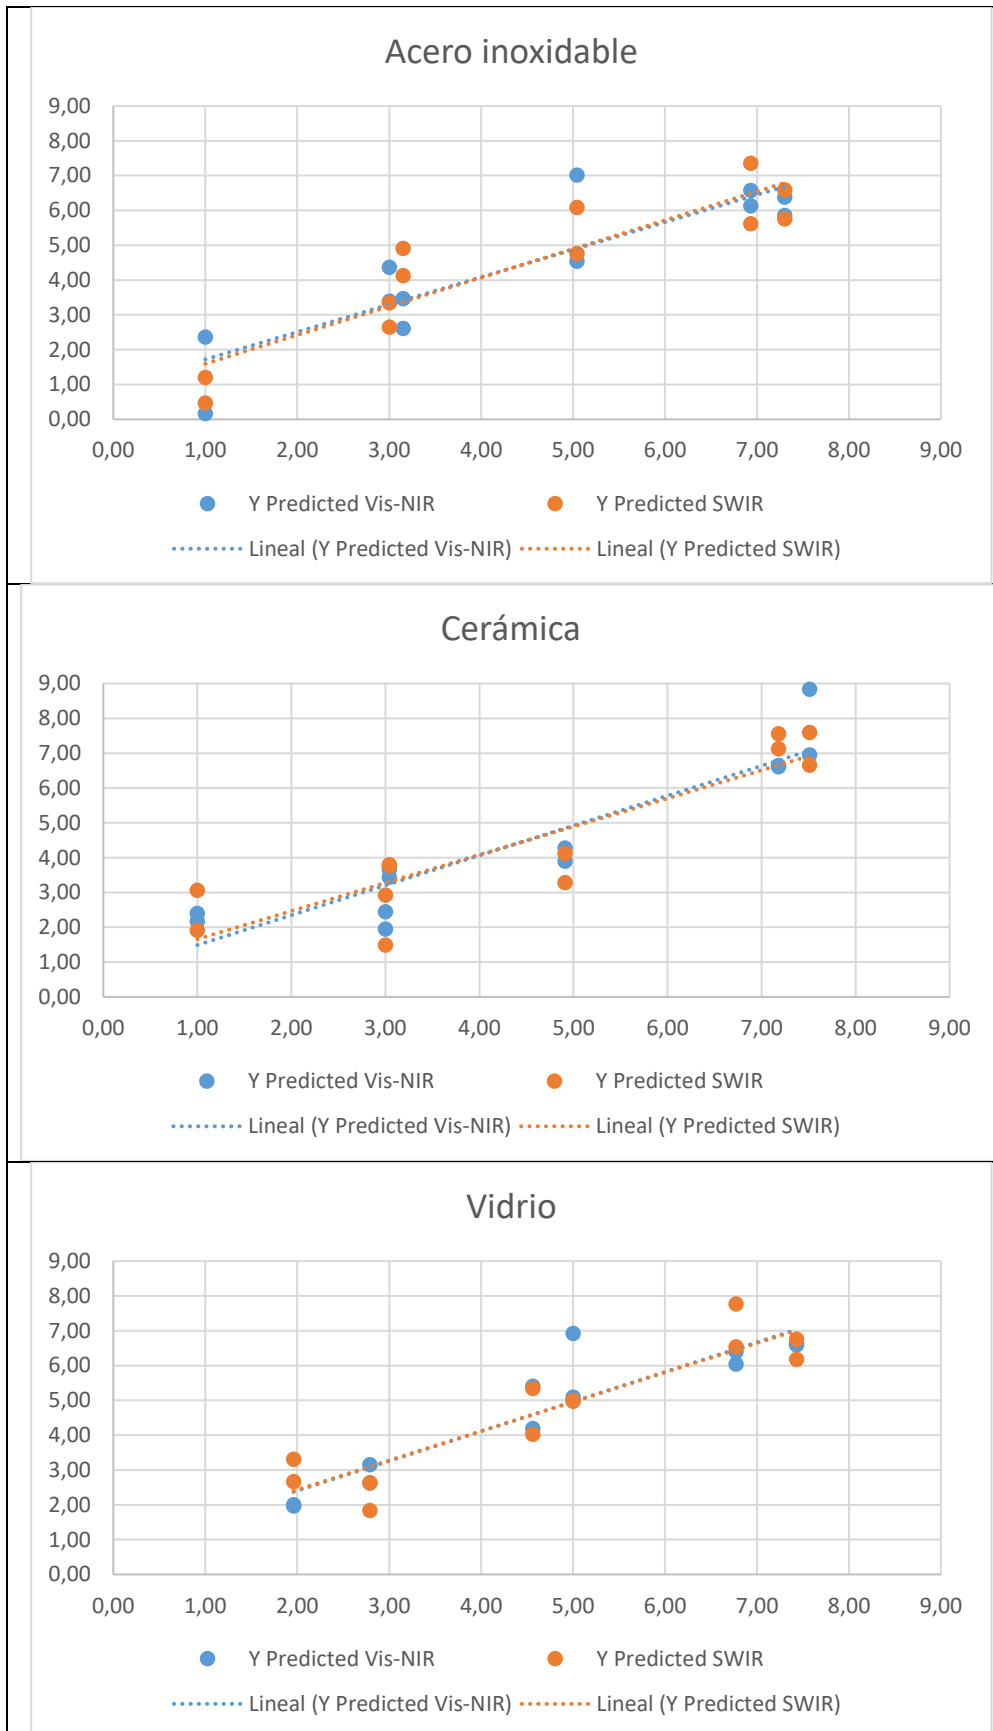 Acero inoxidable
9,00
8,00
7,00
6,00
5,00
4,00
3,00
2,00
1,00
0,00
0,00 1,00 2,00 3,00 4,00 5,00 6,00 7,00 8,00 9,00
Y Predicted Vis-NIR Y Predicted SWIR
Lineal (Y Predicted Vis-NIR) Lineal (Y Predicted SWIR)
Cerámica
9,00
8,00
7,00
6,00
5,00
4,00
3,00
2,00
1,00
0,00
0,00 1,00 2,00 3,00 4,00 5,00 6,00 7,00 8,00 9,00
Y Predicted Vis-NIR Y Predicted SWIR
Lineal (Y Predicted Vis-NIR) Lineal (Y Predicted SWIR)
Vidrio
9,00
8,00
7,00
6,00
5,00
4,00
3,00
2,00
1,00
0,00
0,00 1,00 2,00 3,00 4,00 5,00 6,00 7,00 8,00 9,00
Y Predicted Vis-NIR Y Predicted SWIR
Lineal (Y Predicted Vis-NIR) Lineal (Y Predicted SWIR)